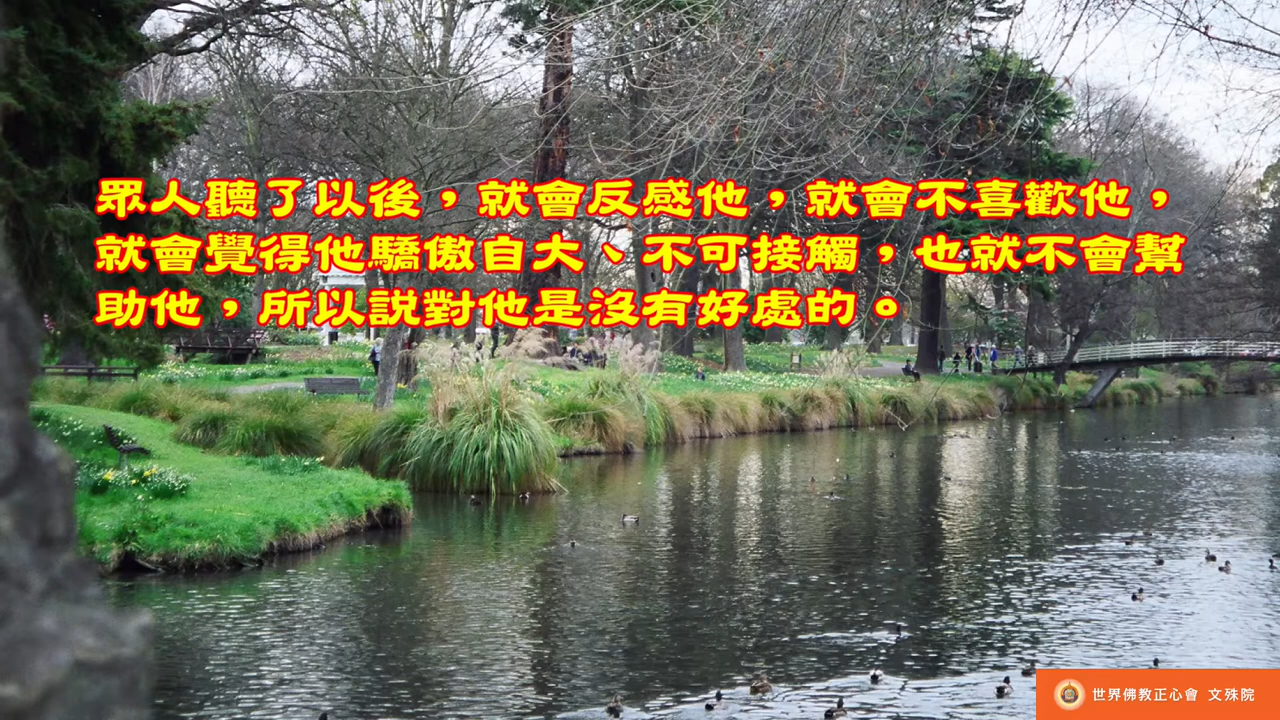 眾人聽了以後，就會反感他，就會不喜歡他，
就會覺得他驕傲自大、不可接觸，也就不會幫
助他，所以説對他是沒有好處的。
世界佛教正心會 文殊院